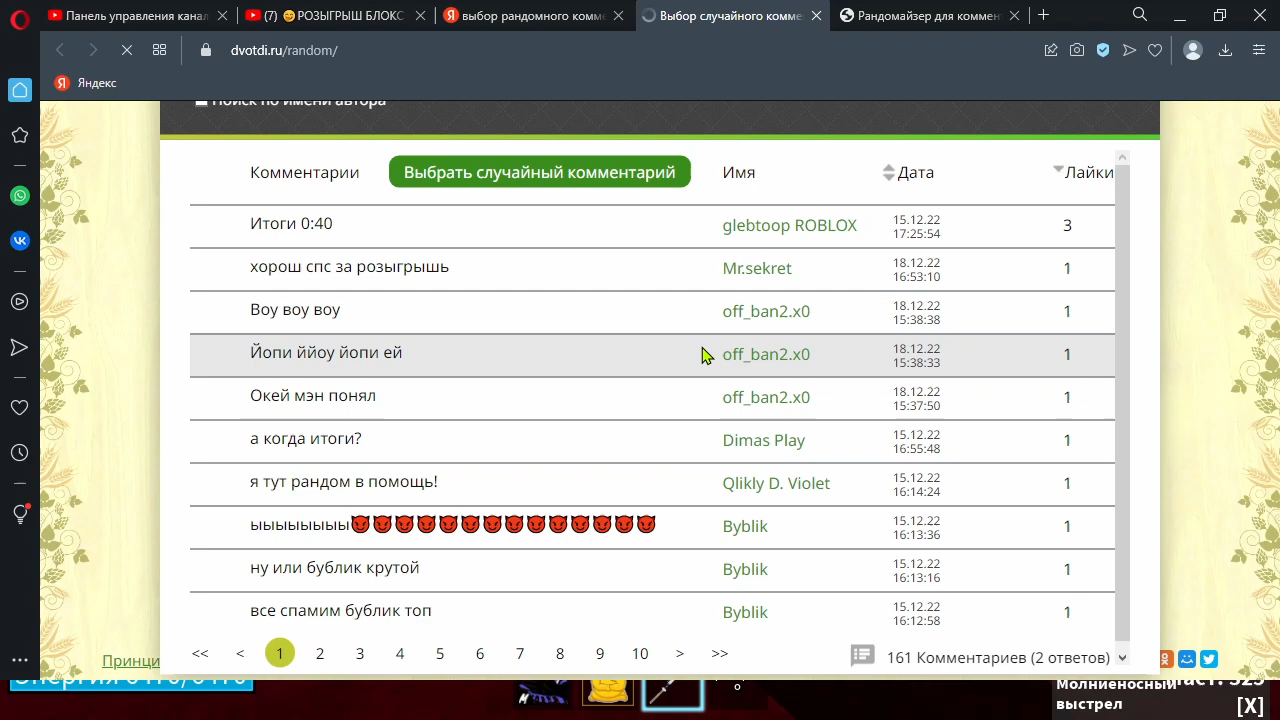 Панель управления канал
(7) 😊РОЗЫГРЫШ БЛОКС
выбор рандомного комме
Выбор случайного комме
Рандомайзер для коммен
dvotdi.ru/random/
Яндекс
Поиск по имени автора
Комментарии Выбрать случайный комментарий Имя Дата Лайки
Итоги 0:40 glebtoop ROBLOX 15.12.22 17:25:54 3
хорош спс за розыгрышь Mr.sekret 18.12.22 16:53:10 1
Воу воу воу off_ban2.x0 18.12.22 15:38:38 1
Йопи ййоу йопи ей off_ban2.x0 18.12.22 15:38:33 1
Окей мэн понял off_ban2.x0 18.12.22 15:37:50 1
а когда итоги? Dimas Play 15.12.22 16:55:48 1
я тут рандом в помощь! Qlikly D. Violet 15.12.22 16:14:24 1
ыыыыыыыы😈😈😈😈😈😈😈😈😈😈😈😈😈😈 Byblik 15.12.22 16:13:36 1
ну или бублик крутой Byblik 15.12.22 16:13:16 1
все спамим бублик топ Byblik 15.12.22 16:12:58 1
<< < 1 2 3 4 5 6 7 8 9 10 > >>
161 Комментариев (2 ответов)
Принци
Молниеносный
выстрел
[X]